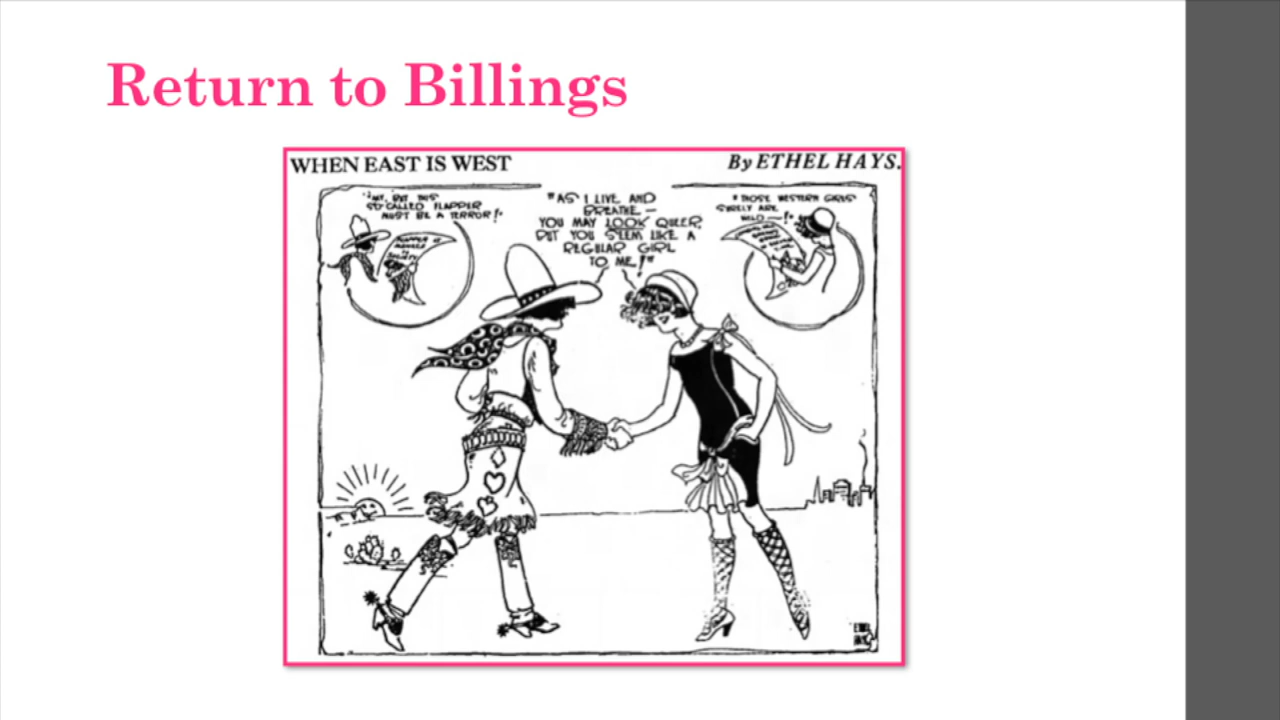 Return to Billings
WHEN EAST IS WEST
By ETHEL HAYS.
"MY, BUT THIS
SO-CALLED FLAPPER
MUST BE A TERROR!"
FLAPPER IS
"AS I LIVE AND
BREATHE —
YOU MAY LOOK QUEER,
BUT YOU SEEM LIKE A
REGULAR GIRL
TO ME!"
"THOSE WESTERN GIRLS
SURELY ARE
WILD —!"